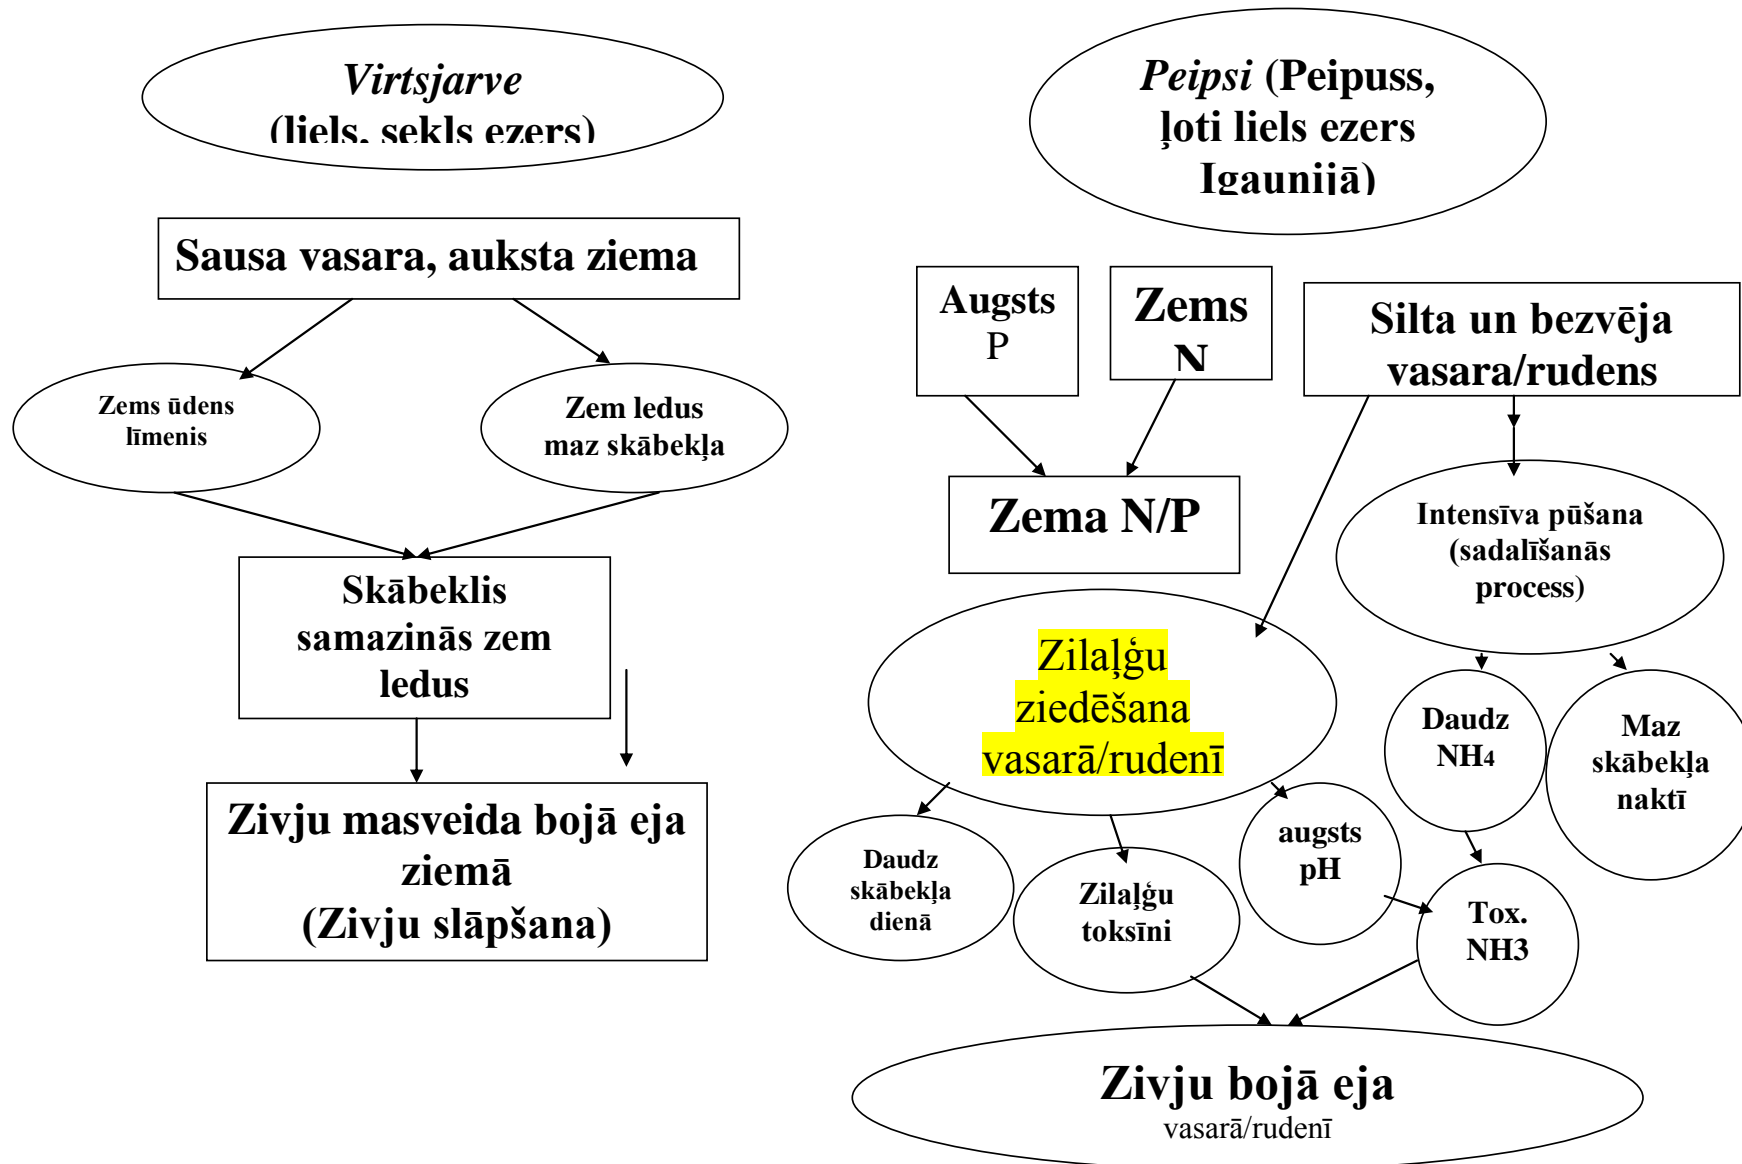 Virtsjarve
(liels, sekls ezers)
Sausa vasara, auksta ziema
Zems ūdens
līmenis
Zem ledus
maz skābekļa
Skābeklis
samazinās zem
ledus
Zivju masveida bojā eja
ziemā
(Zivju slāpšana)
Peipsi (Peipuss,
ļoti liels ezers
Igaunijā)
Augsts
P
Zems
N
Silta un bezvēja
vasara/rudens
Zema N/P
Intensīva pūšana
(sadalīšanās
process)
Zilaļģu
ziedēšana
vasarā/rudenī
Daudz
NH4
Maz
skābekļa
naktī
Daudz
skābekļa
dienā
Zilaļģu
toksīni
augsts
pH
Tox.
NH3
Zivju bojā eja
vasarā/rudenī